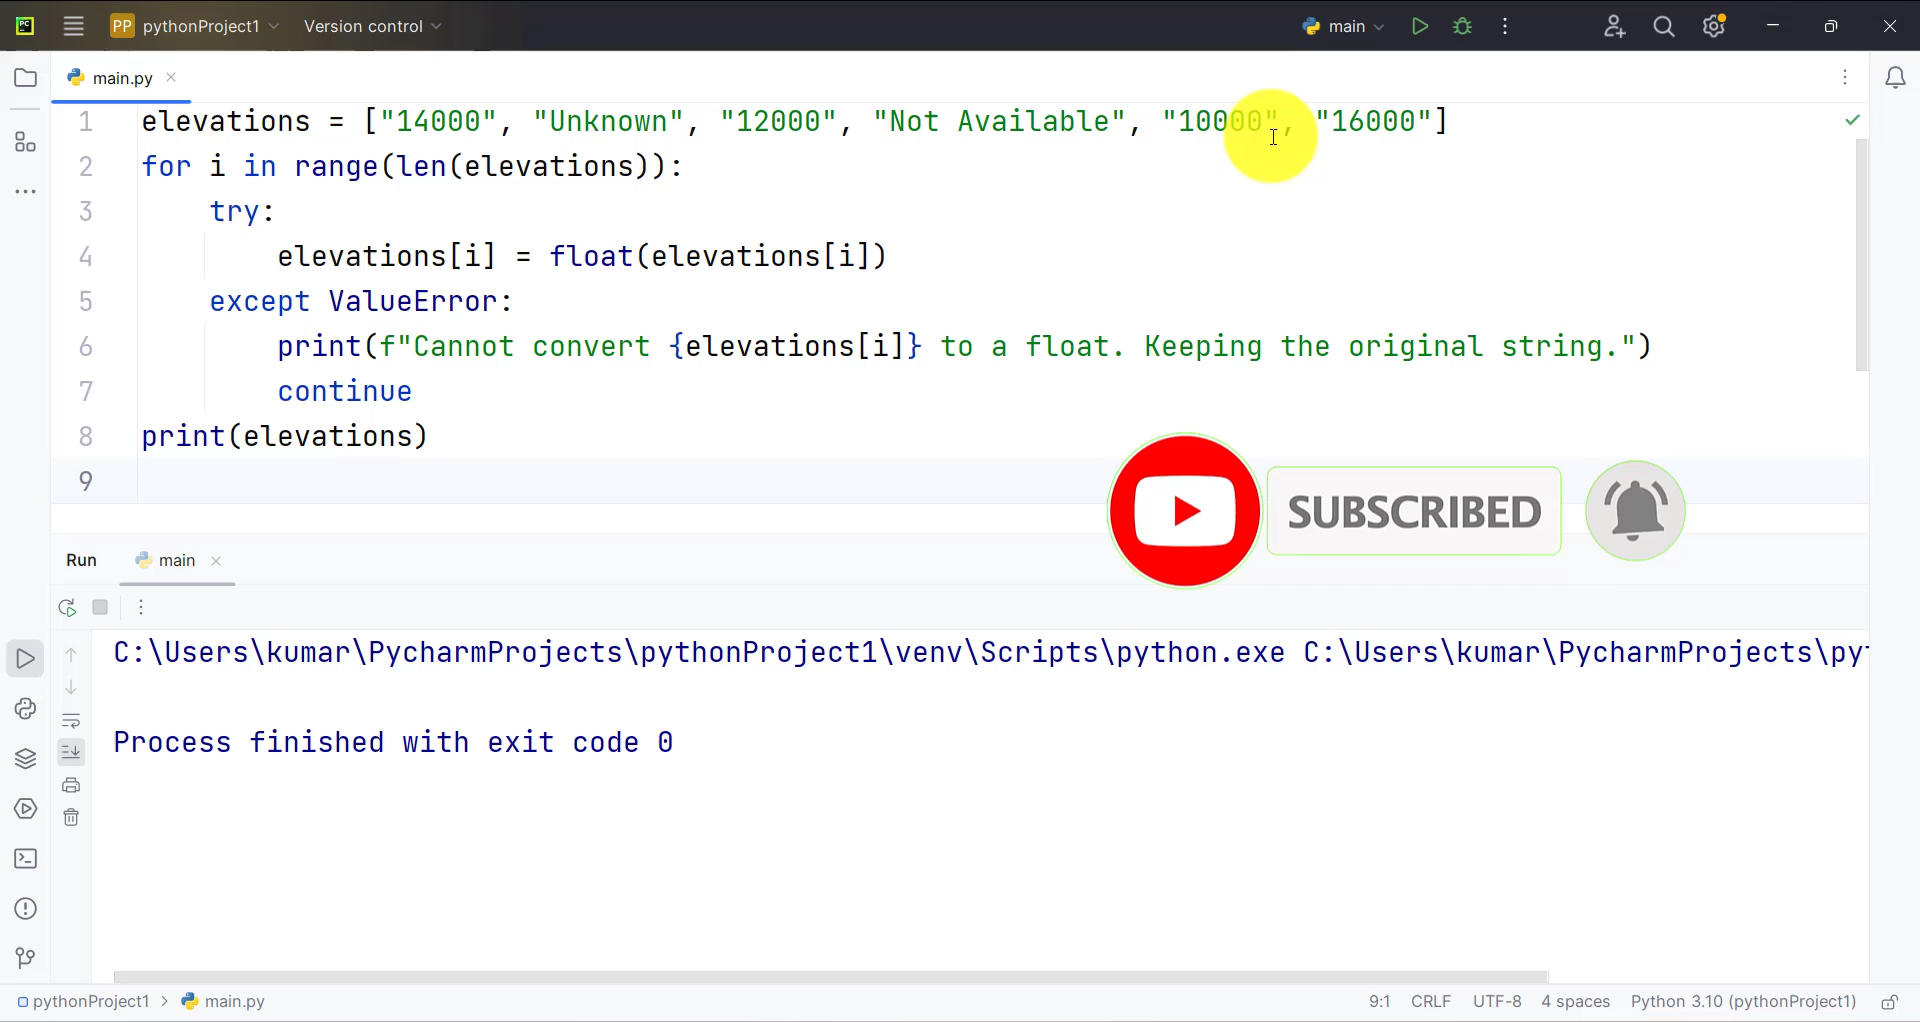 PC PP pythonProject1 Version control main
main.py
1 elevations = ["14000", "Unknown", "12000", "Not Available", "10000", "16000"]
2 for i in range(len(elevations)):
3 try:
4 elevations[i] = float(elevations[i])
5 except ValueError:
6 print(f"Cannot convert {elevations[i]} to a float. Keeping the original string.")
7 continue
8 print(elevations)
9
SUBSCRIBED
Run main
C:\Users\kumar\PycharmProjects\pythonProject1\venv\Scripts\python.exe C:\Users\kumar\PycharmProjects\py
Process finished with exit code 0
pythonProject1 > main.py 9:1 CRLF UTF-8 4 spaces Python 3.10 (pythonProject1)